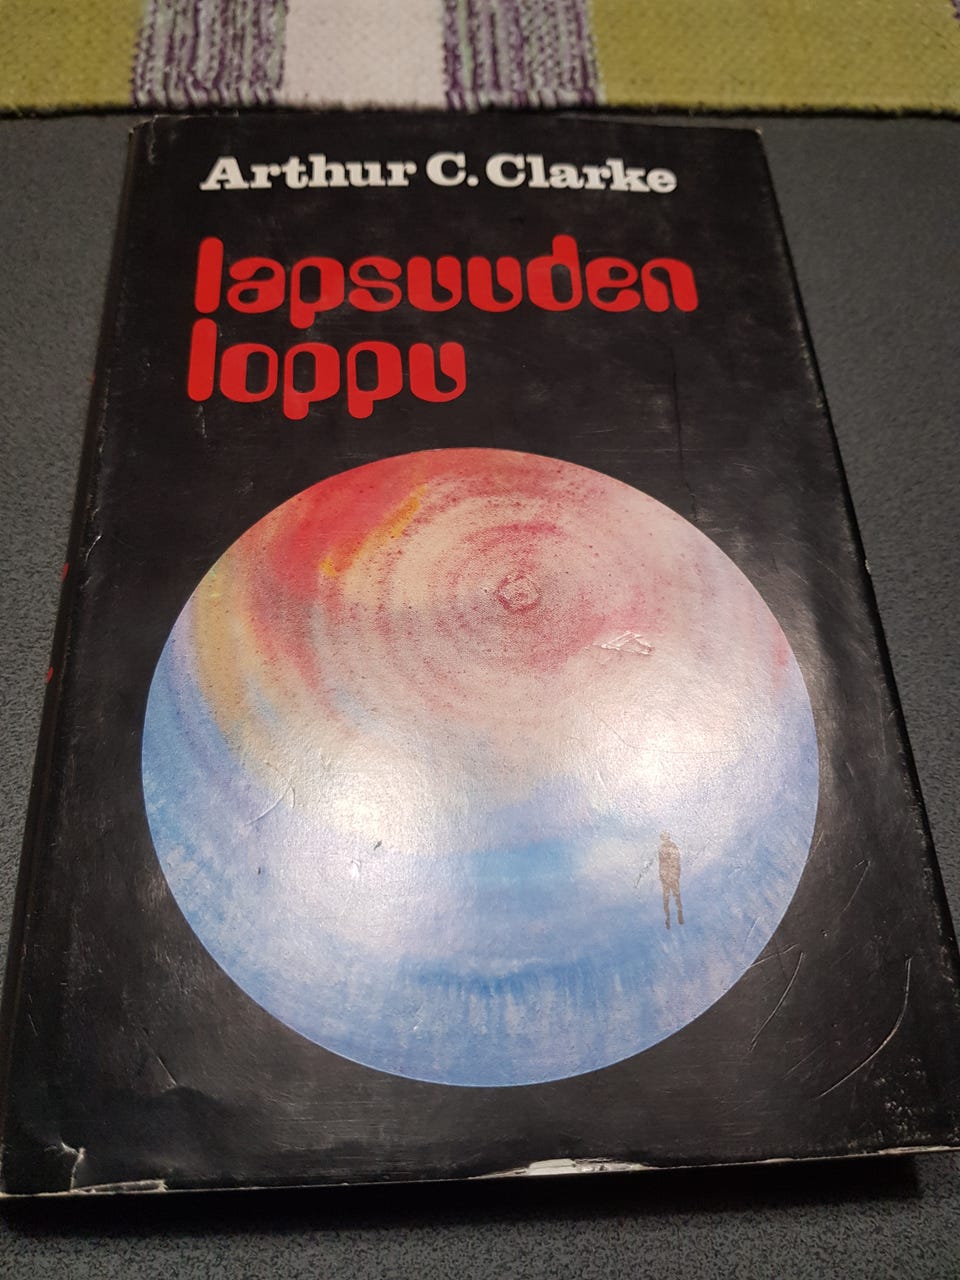 Arthur C. Clarke
lapsuuden
loppu